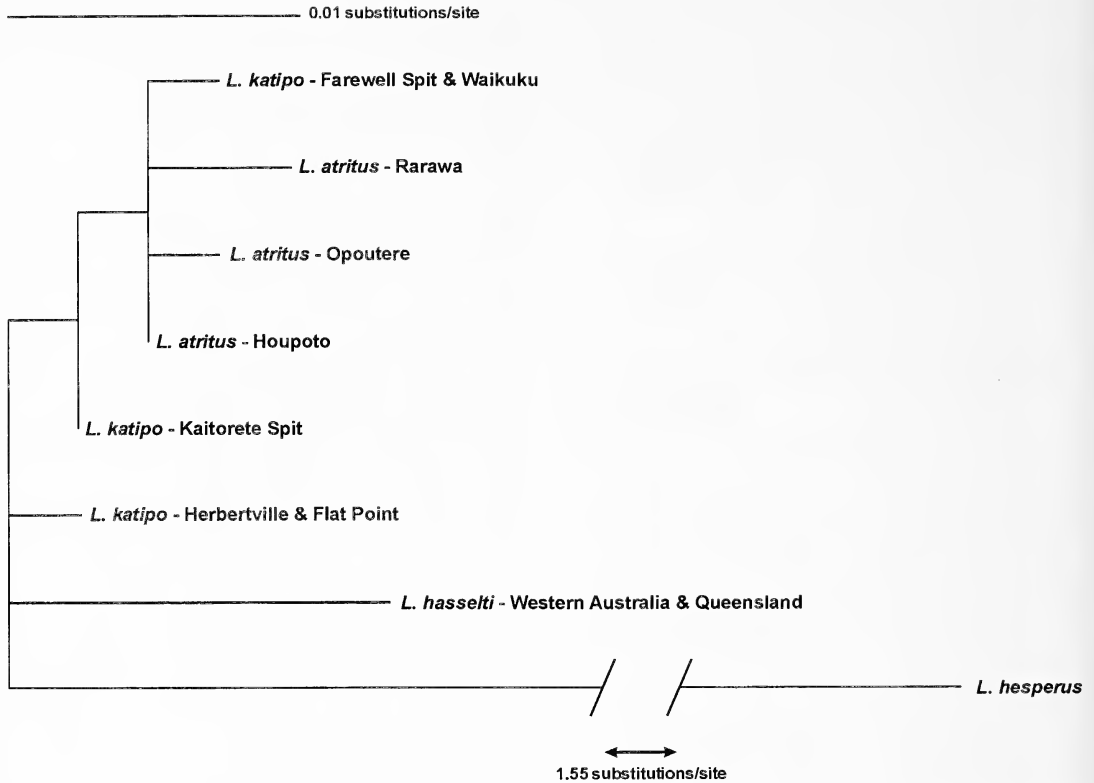 0.01 substitutions/site
L. katipo - Farewell Spit & Waikuku
L. atritus - Rarawa
L. atritus - Opoutere
L. atritus - Houpoto
L. katipo - Kaitorete Spit
L. katipo - Herbertville & Flat Point
L. hasselti - Western Australia & Queensland
L. hesperus
1.55 substitutions/site